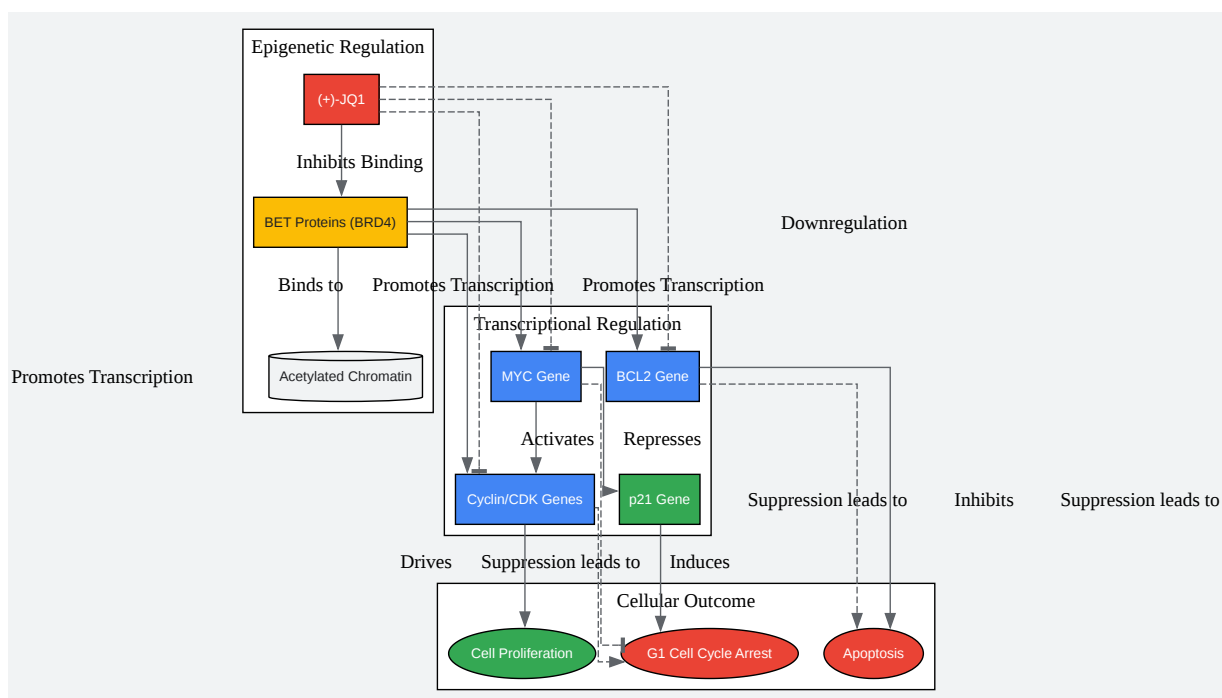 Epigenetic Regulation
(+)-JQ1
Inhibits Binding
BET Proteins (BRD4)
Downregulation
Binds to
Promotes Transcription
Promotes Transcription
Transcriptional Regulation
Promotes Transcription
Acetylated Chromatin
MYC Gene
BCL2 Gene
Activates
Represses
Cyclin/CDK Genes
p21 Gene
Suppression leads to
Inhibits
Suppression leads to
Drives
Suppression leads to
Induces
Cellular Outcome
Cell Proliferation
G1 Cell Cycle Arrest
Apoptosis